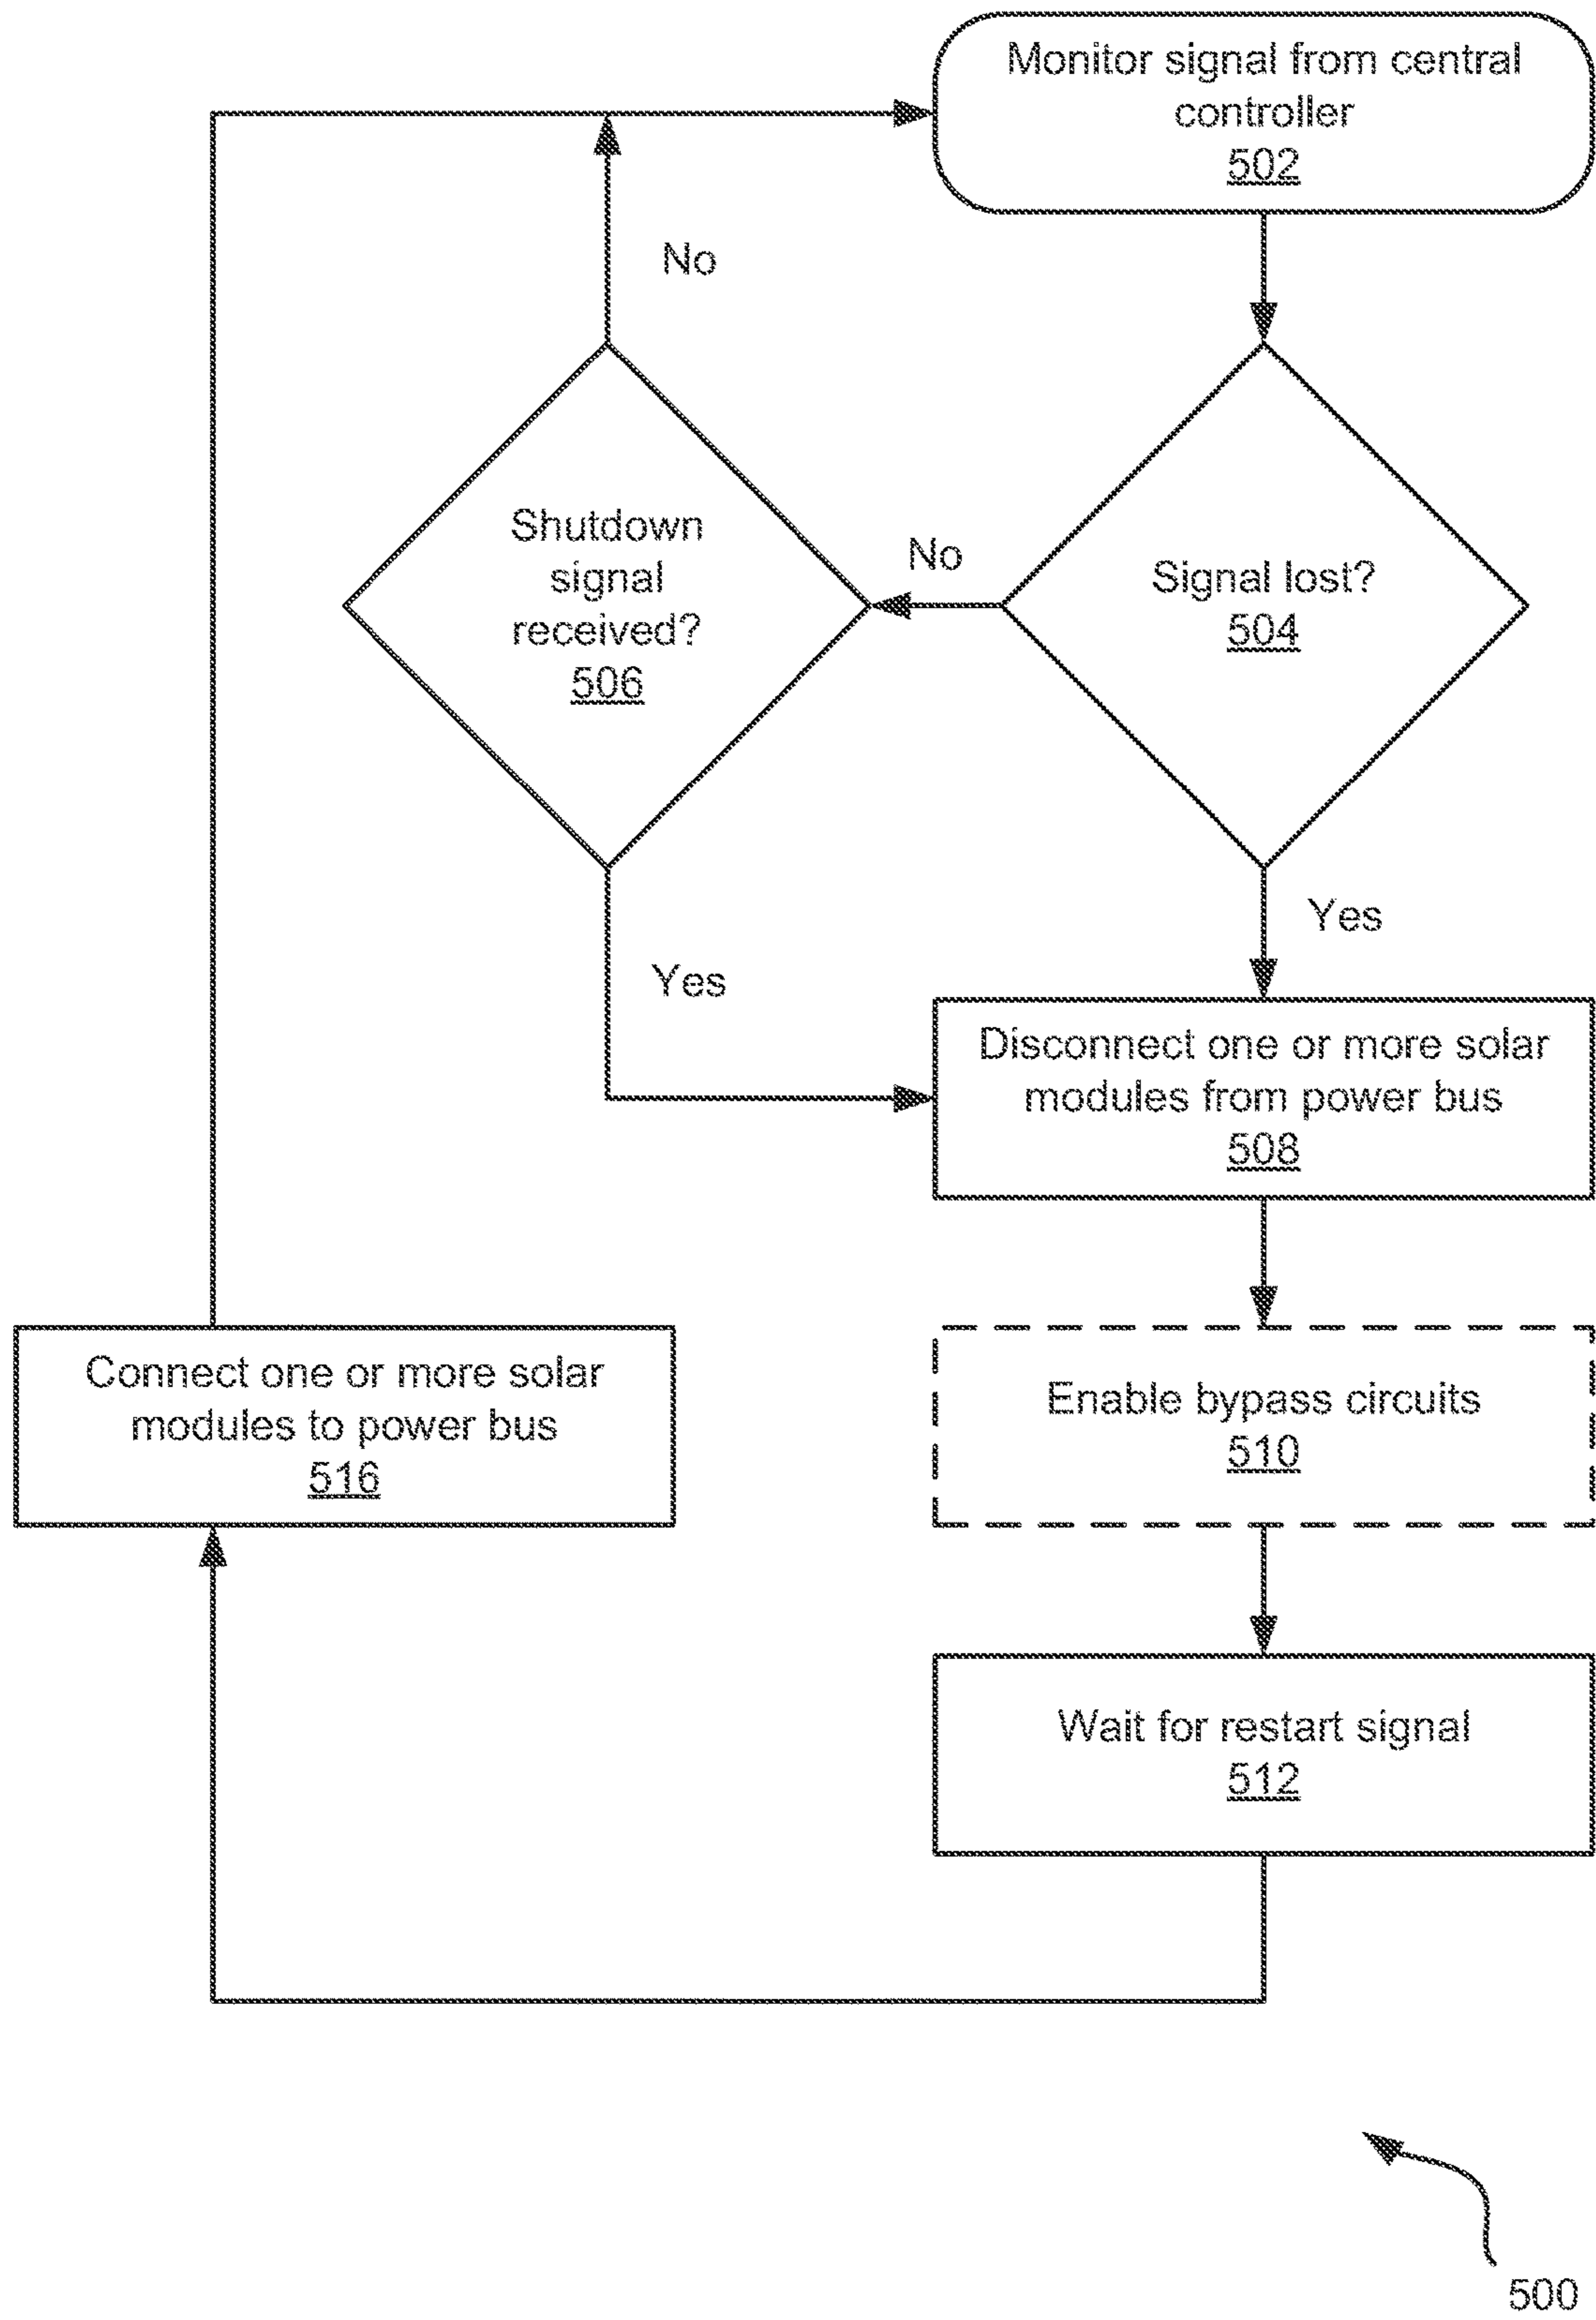 Monitor signal from central
controller
502
No
Shutdown
signal
received?
506
No
Signal lost?
504
Yes
Yes
Disconnect one or more solar
modules from power bus
508
Connect one or more solar
modules to power bus
516
Enable bypass circuits
510
Wait for restart signal
512
500